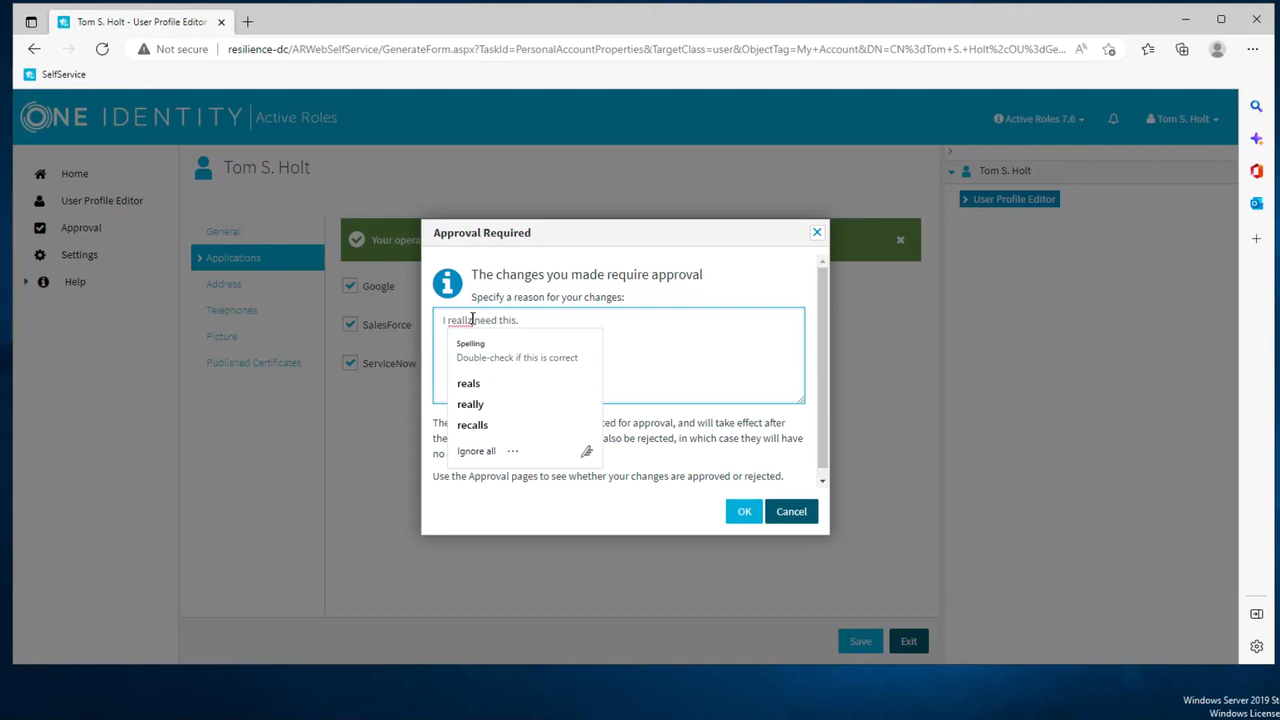 Tom S. Holt - User Profile Editor
Not secure
resilience-dc/ARWebSelfService/GenerateForm.aspx?TaskId=PersonalAccountProperties&TargetClass=user&ObjectTag=My+Account&DN=CN%3dTom+S.+Holt%2cOU%3dGe...
SelfService
ONE IDENTITY Active Roles
Active Roles 7.6
Tom S. Holt
Home
User Profile Editor
Approval
Settings
Help
Tom S. Holt
General
Applications
Address
Telephones
Picture
Published Certificates
Your opera
Google
SalesForce
ServiceNow
Approval Required
The changes you made require approval
Specify a reason for your changes:
I reallz need this.
Spelling
Double-check if this is correct
reals
really
recalls
Ignore all
The
ted for approval, and will take effect after
the
also be rejected, in which case they will have
no
Use the Approval pages to see whether your changes are approved or rejected.
OK
Cancel
Save
Exit
Tom S. Holt
User Profile Editor
Windows Server 2019 St
Windows License